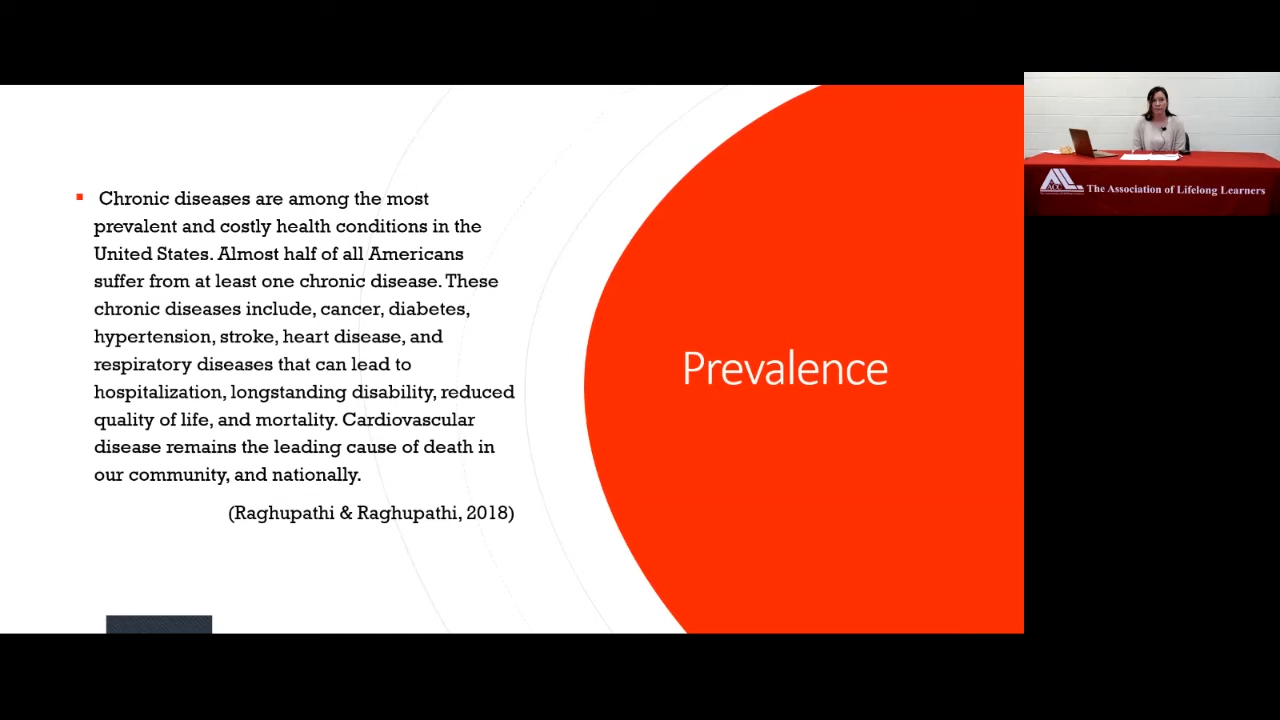 Chronic diseases are among the most
prevalent and costly health conditions in the
United States. Almost half of all Americans
suffer from at least one chronic disease. These
chronic diseases include, cancer, diabetes,
hypertension, stroke, heart disease, and
respiratory diseases that can lead to
hospitalization, longstanding disability, reduced
quality of life, and mortality. Cardiovascular
disease remains the leading cause of death in
our community, and nationally.
(Raghupathi & Raghupathi, 2018)
Prevalence
ACC
The Association of Lifelong Learners